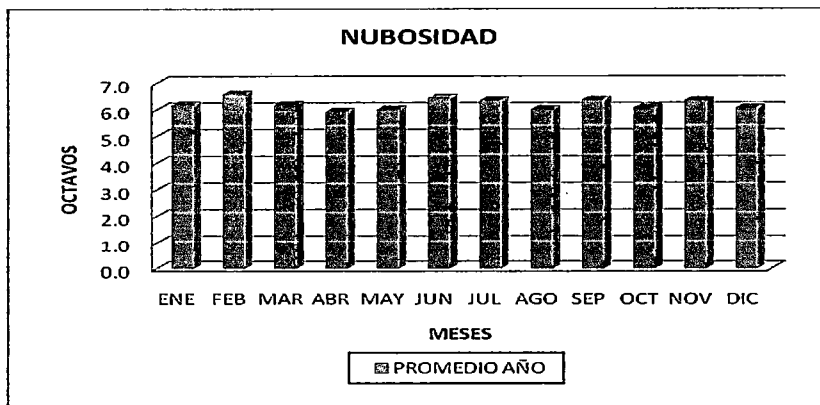 NUBOSIDAD
7.0
6.0
5.0
4.0
3.0
2.0
1.0
0.0
OCTAVOS
ENE FEB MAR ABR MAY JUN JUL AGO SEP OCT NOV DIC
MESES
PROMEDIO AÑO